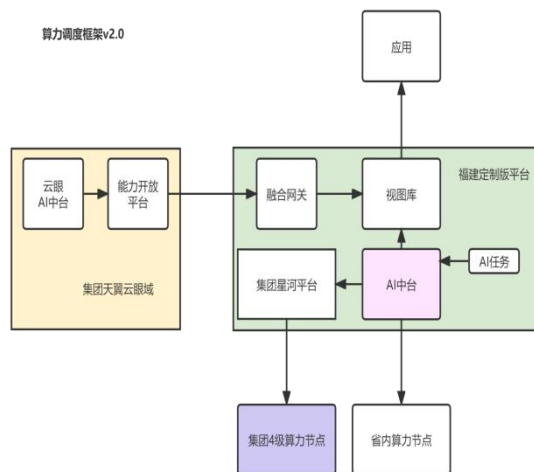 算力调度框架v2.0
应用
云眼
AI中台
能力开放
平台
融合网关
视图库
福建定制版平台
集团天翼云眼域
集团星河平台
AI中台
AI任务
集团4级算力节点
省内算力节点